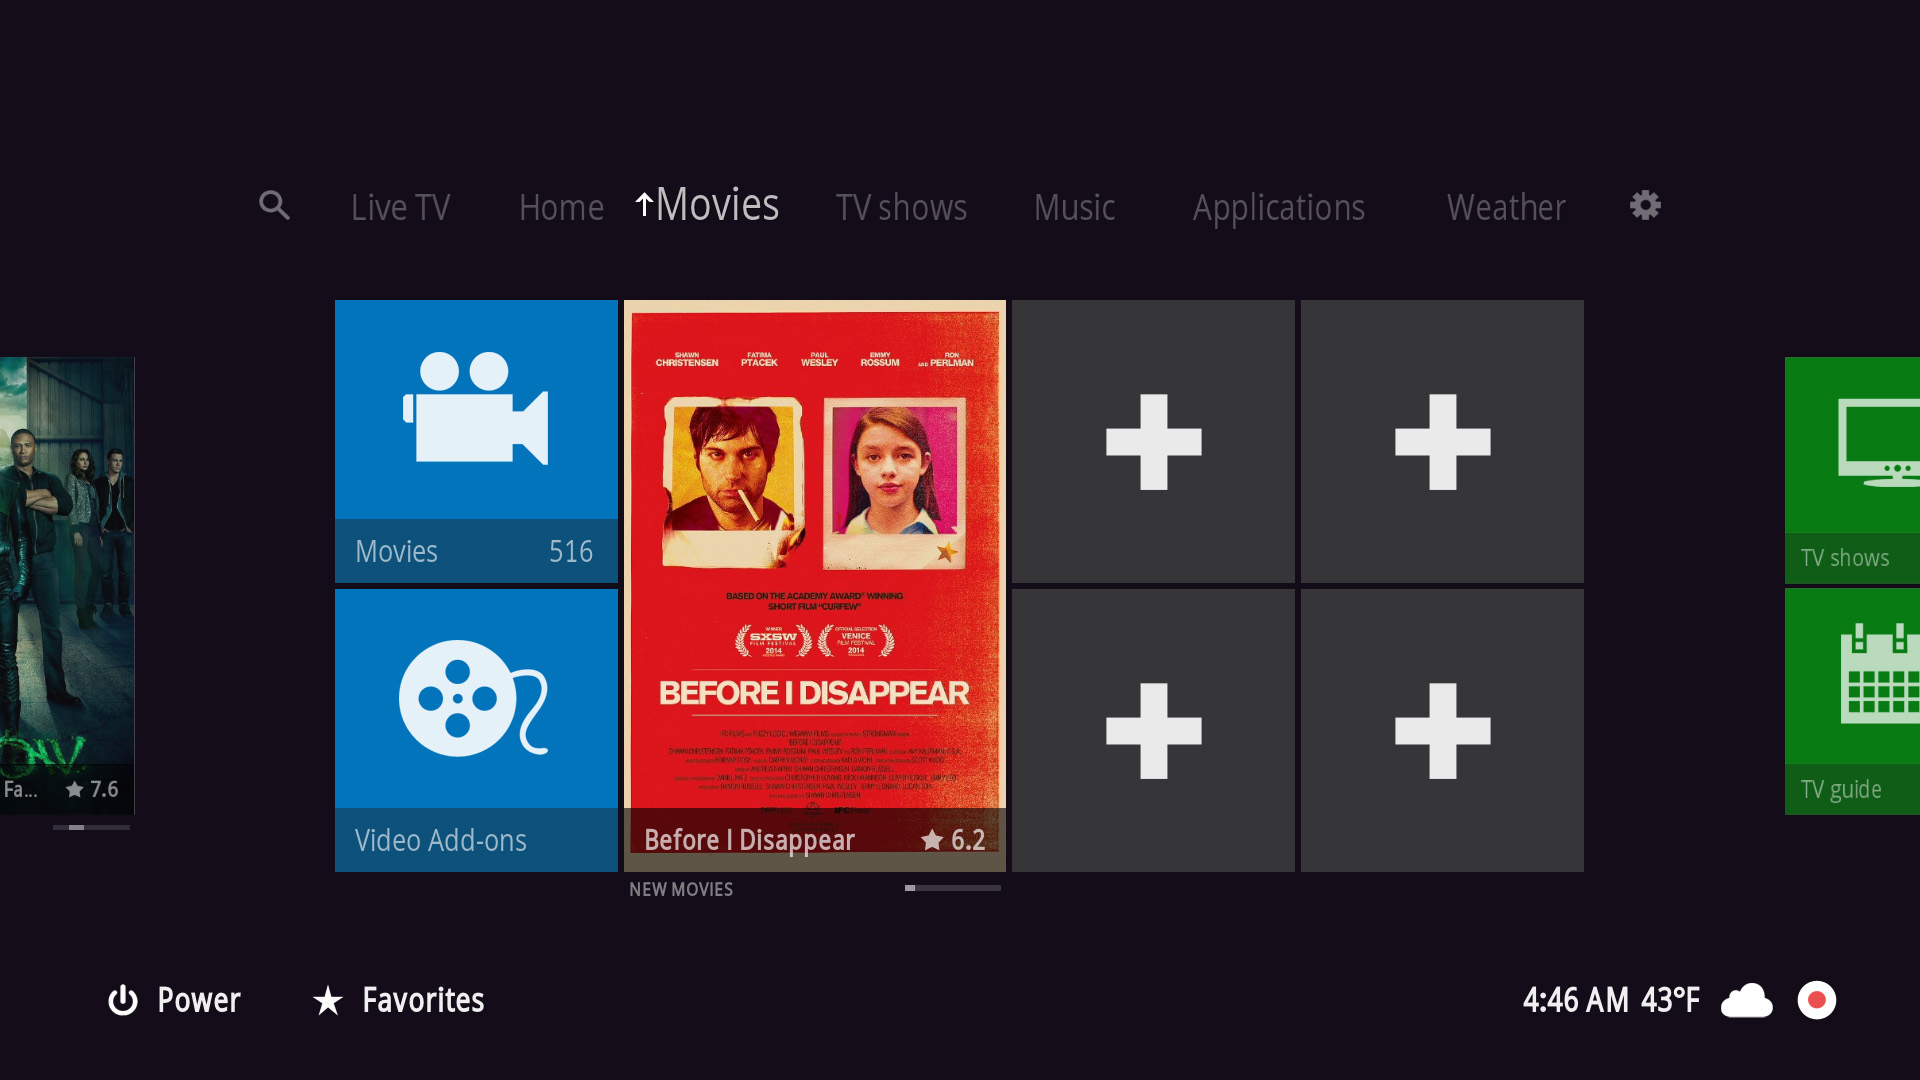 Live TV
Home
Movies
TV shows
Music
Applications
Weather
Movies 516
Video Add-ons
SHAWN CHRISTENSEN
FATIMA PTACEK
PAUL WESLEY
EMMY ROSSUM
AND RON PERLMAN
BASED ON THE ACADEMY AWARD® WINNING
SHORT FILM "CURFEW"
WINNER
SXSW
FILM FESTIVAL
2014
OFFICIAL SELECTION
VENICE
FILM FESTIVAL
2014
BEFORE I DISAPPEAR
Before I Disappear 6.2
NEW MOVIES
Fa... 7.6
TV shows
TV guide
Power
Favorites
4:46 AM 43°F